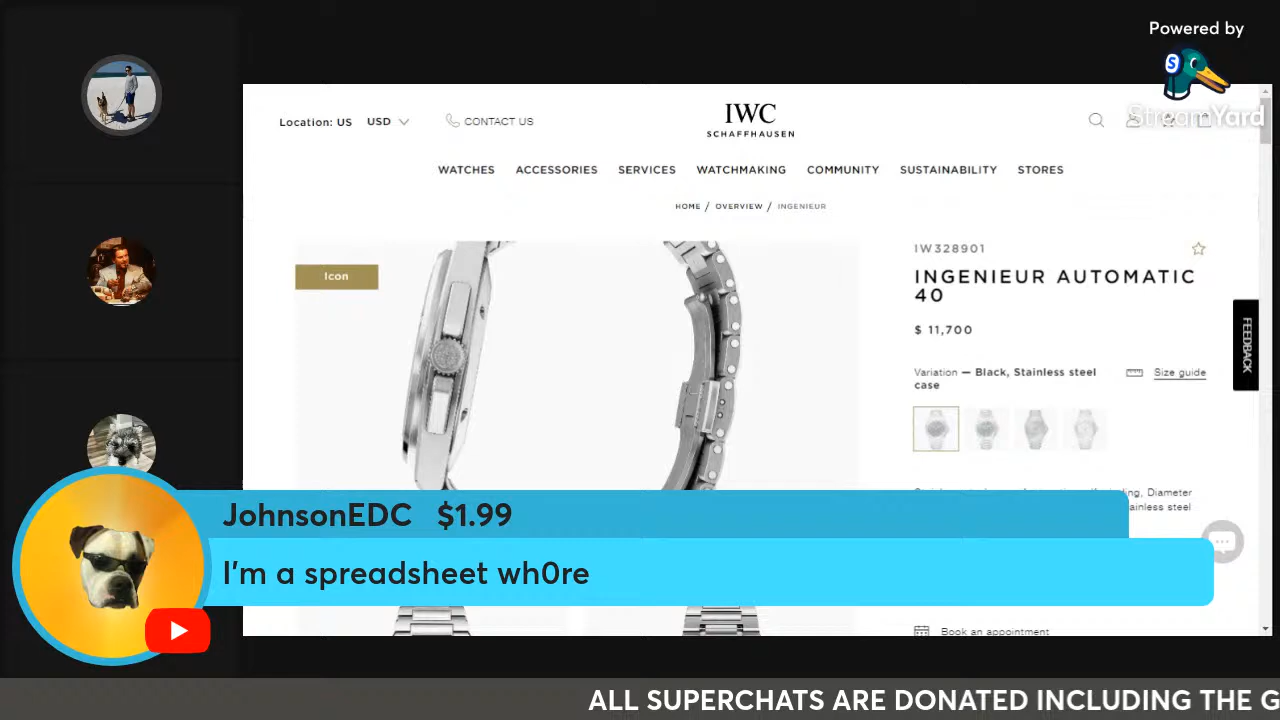 Powered by
S
StreamYard
Location: US USD CONTACT US
IWC
SCHAFFHAUSEN
WATCHES ACCESSORIES SERVICES WATCHMAKING COMMUNITY SUSTAINABILITY STORES
HOME / OVERVIEW / INGENIEUR
Icon
IW328901
INGENIEUR AUTOMATIC
40
$ 11,700
Variation — Black, Stainless steel
case
Size guide
FEEDBACK
Diameter
JohnsonEDC $1.99
I'm a spreadsheet wh0re
Book an appointment
ALL SUPERCHATS ARE DONATED INCLUDING THE